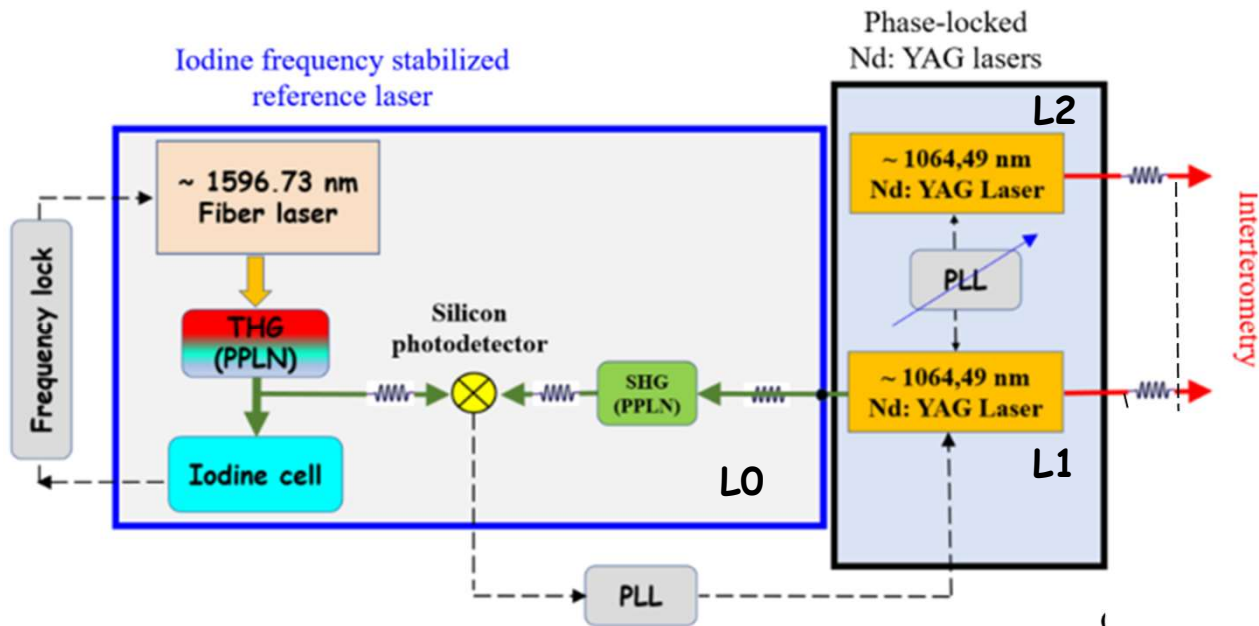 Phase-locked
Nd: YAG lasers
Iodine frequency stabilized
reference laser
L2
~ 1596.73 nm
Fiber laser
~ 1064,49 nm
Nd: YAG Laser
Frequency lock
THG
(PPLN)
Silicon
photodetector
PLL
Interometry
SHG
(PPLN)
~ 1064,49 nm
Nd: YAG Laser
Iodine cell
L0
L1
PLL